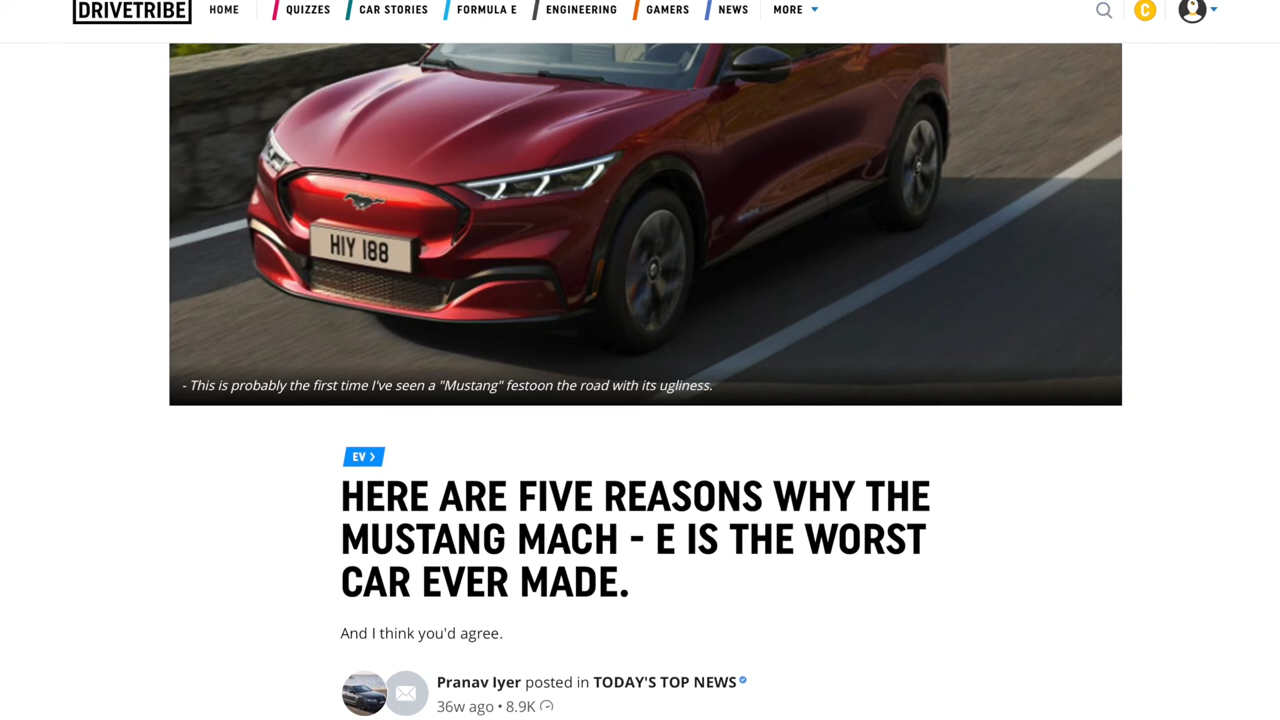 DRIVETRIBE HOME QUIZZES CAR STORIES FORMULA E ENGINEERING GAMERS NEWS MORE C
HIY 188
- This is probably the first time I've seen a "Mustang" festoon the road with its ugliness.
EV >
HERE ARE FIVE REASONS WHY THE
MUSTANG MACH - E IS THE WORST
CAR EVER MADE.
And I think you'd agree.
Pranav Iyer posted in TODAY'S TOP NEWS
36w ago • 8.9K